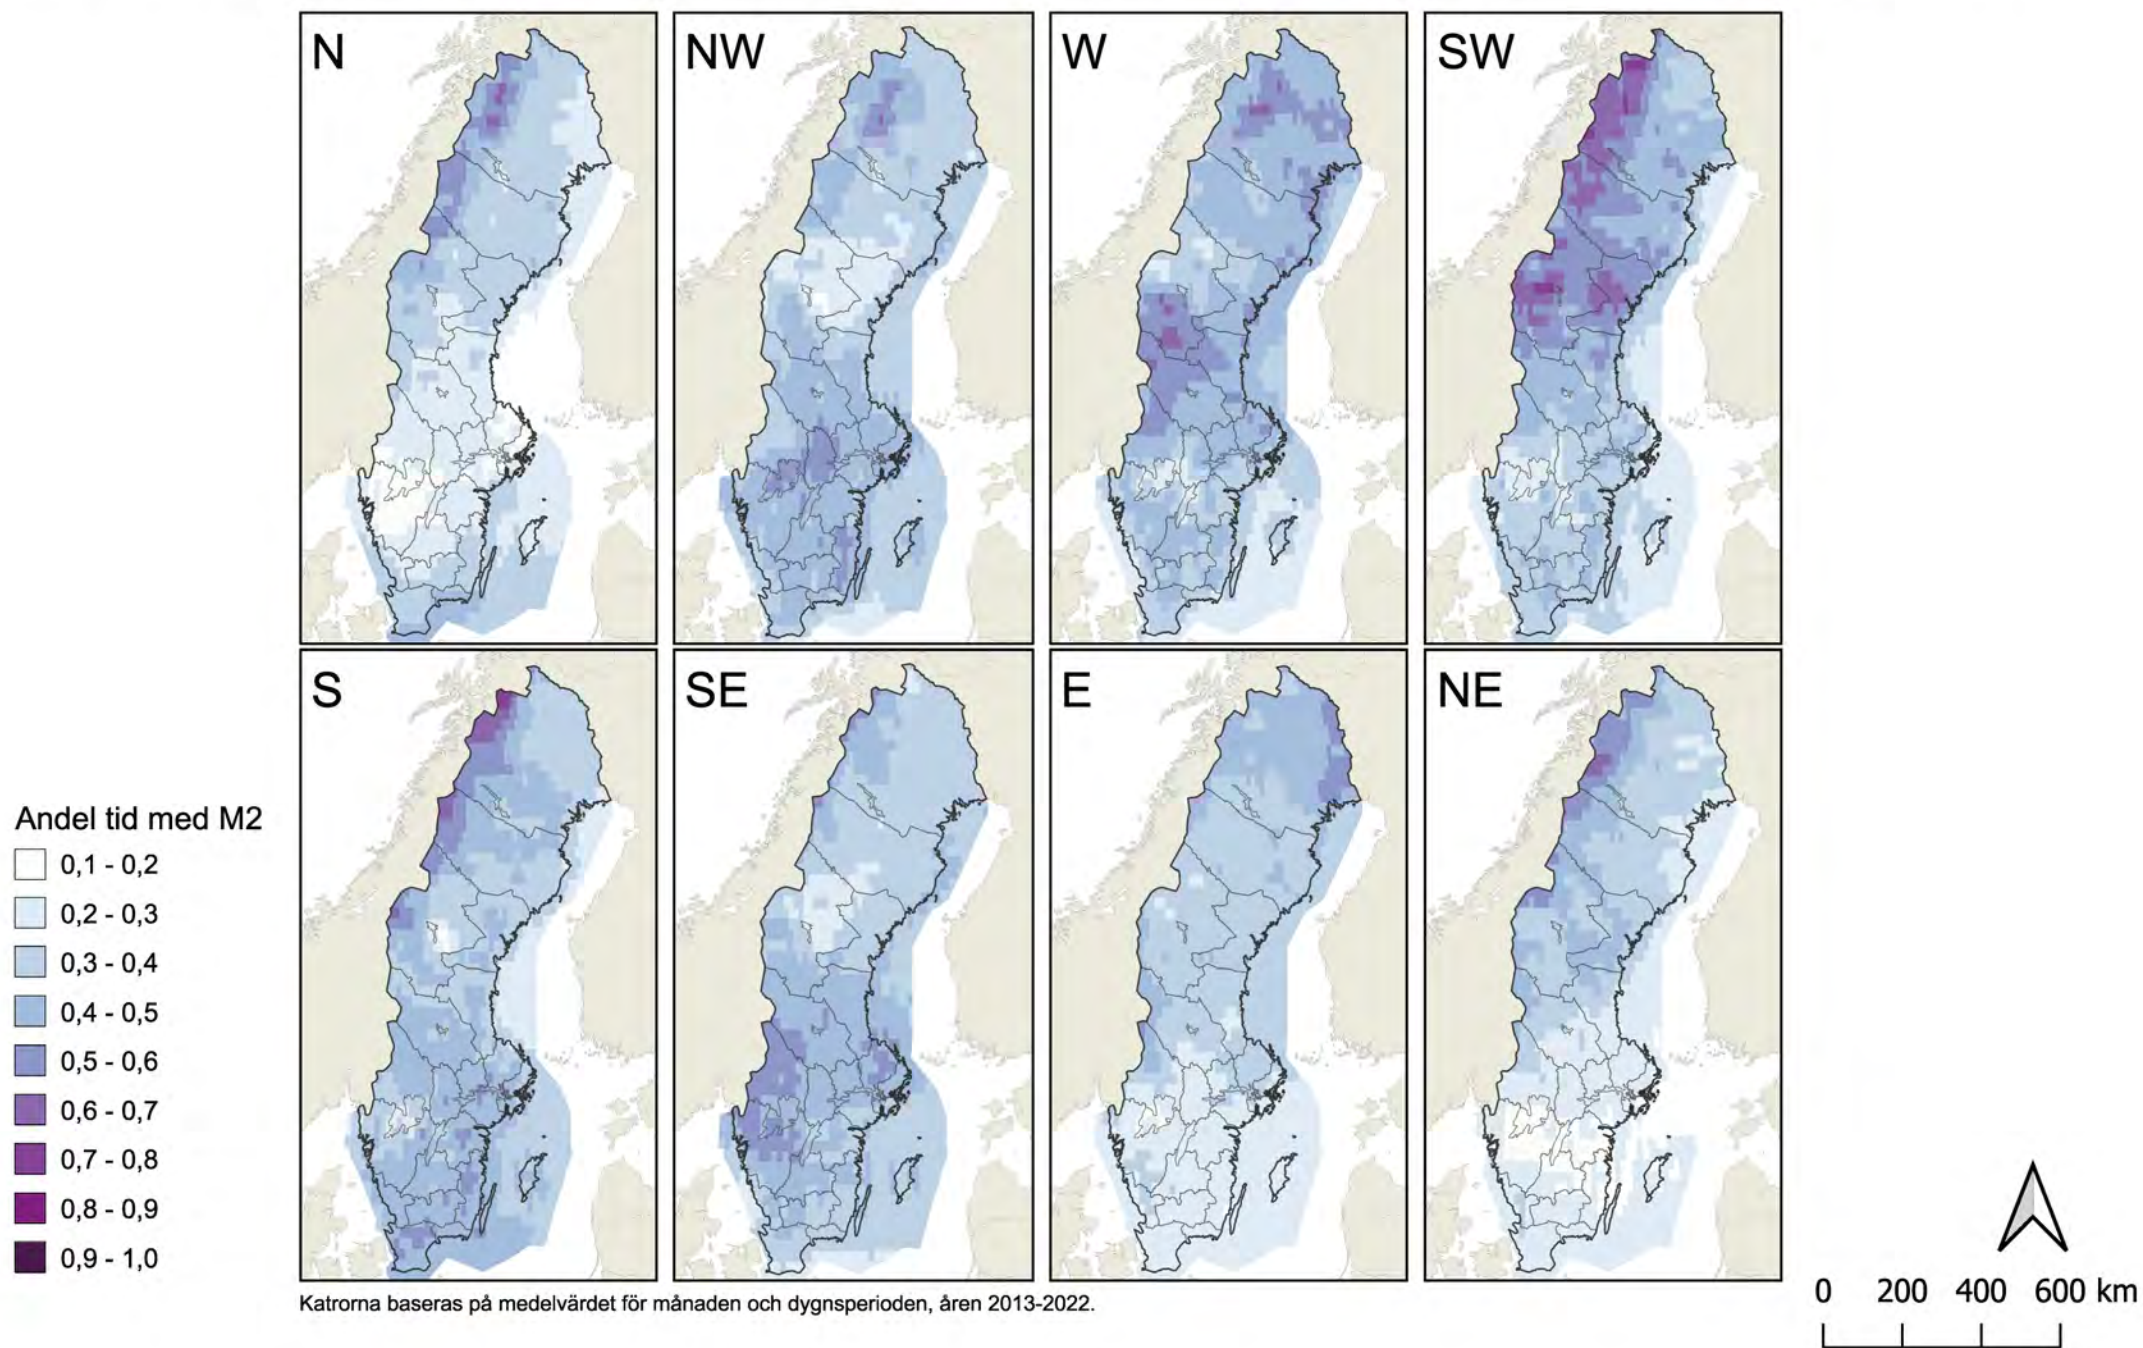 N
NW
W
SW
S
SE
E
NE
Andel tid med M2
0,1 - 0,2
0,2 - 0,3
0,3 - 0,4
0,4 - 0,5
0,5 - 0,6
0,6 - 0,7
0,7 - 0,8
0,8 - 0,9
0,9 - 1,0
Katrorna baseras på medelvärdet för månaden och dygnsperioden, åren 2013-2022.
0 200 400 600 km